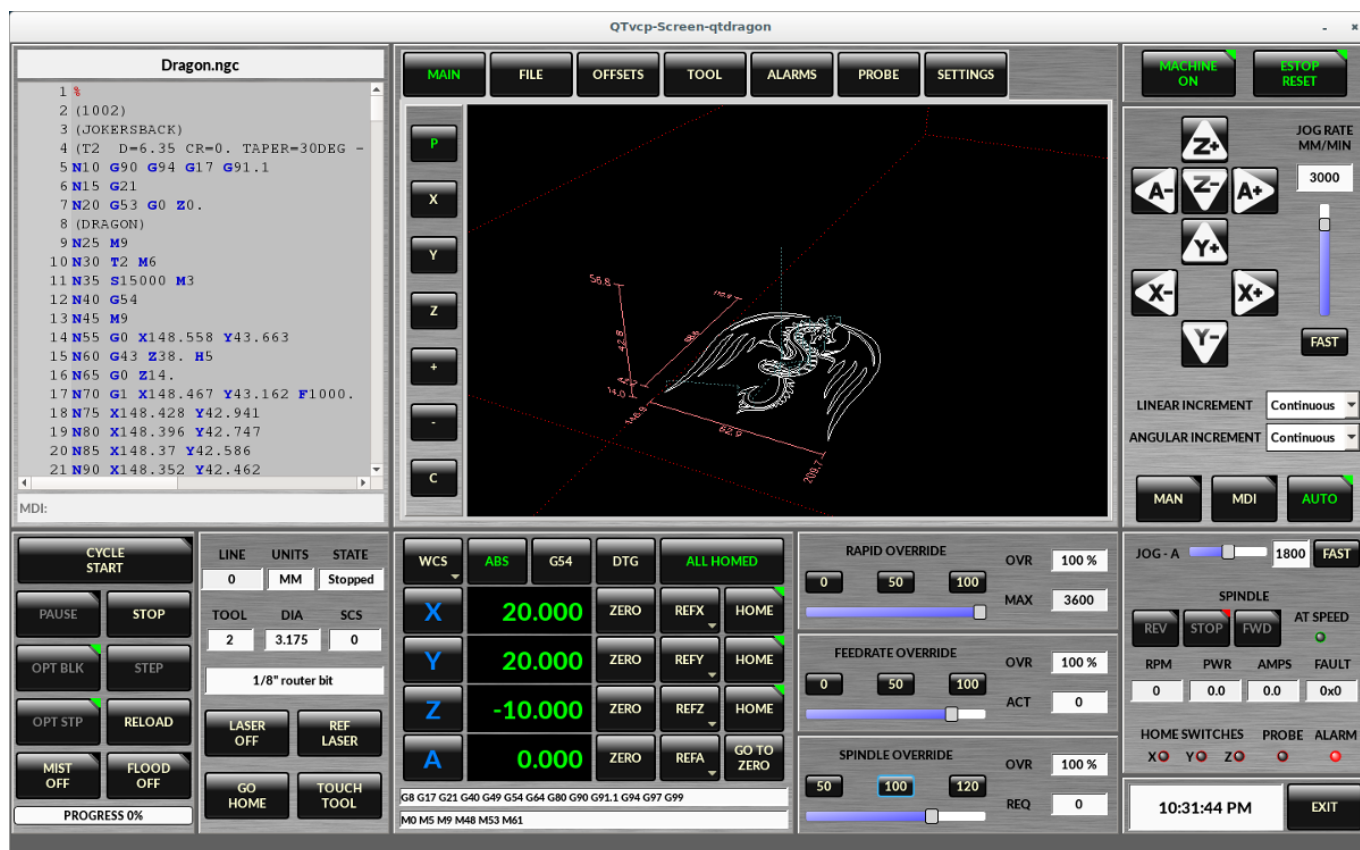 QTvcp-Screen-qtdragon
Dragon.ngc
1 %
2 (1002)
3 (JOKERSBACK)
4 (T2  D=6.35 CR=0. TAPER=30DEG -
5 N10 G90 G94 G17 G91.1
6 N15 G21
7 N20 G53 G0 Z0.
8 (DRAGON)
9 N25 M9
10 N30 T2 M6
11 N35 S15000 M3
12 N40 G54
13 N45 M9
14 N55 G0 X148.558 Y43.663
15 N60 G43 Z38. H5
16 N65 G0 Z14.
17 N70 G1 X148.467 Y43.162 F1000.
18 N75 X148.428 Y42.941
19 N80 X148.396 Y42.747
20 N85 X148.37 Y42.586
21 N90 X148.352 Y42.462
MDI:
MAIN FILE OFFSETS TOOL ALARMS PROBE SETTINGS
P
X
Y
Z
+
-
C
56.8
42.8
14.0
146.9
62.9
209.7
MACHINE ON
ESTOP RESET
JOG RATE
MM/MIN
3000
Z+
A- Z- A+
Y+
X- X+
Y-
FAST
LINEAR INCREMENT Continuous
ANGULAR INCREMENT Continuous
MAN MDI AUTO
CYCLE START
PAUSE STOP
OPT BLK STEP
OPT STP RELOAD
MIST OFF FLOOD OFF
PROGRESS 0%
LINE UNITS STATE
0 MM Stopped
TOOL DIA SCS
2 3.175 0
1/8" router bit
LASER OFF REF LASER
GO HOME TOUCH TOOL
WCS ABS G54 DTG ALL HOMED
X 20.000 ZERO REFX HOME
Y 20.000 ZERO REFY HOME
Z -10.000 ZERO REFZ HOME
A 0.000 ZERO REFA GO TO ZERO
G8 G17 G21 G40 G49 G54 G64 G80 G90 G91.1 G94 G97 G99
M0 M5 M9 M48 M53 M61
RAPID OVERRIDE
0 50 100
OVR 100 %
MAX 3600
FEEDRATE OVERRIDE
0 50 100
OVR 100 %
ACT 0
SPINDLE OVERRIDE
50 100 120
OVR 100 %
REQ 0
JOG - A 1800 FAST
SPINDLE
REV STOP FWD AT SPEED
RPM PWR AMPS FAULT
0 0.0 0.0 0x0
HOME SWITCHES PROBE ALARM
X Y Z
10:31:44 PM
EXIT